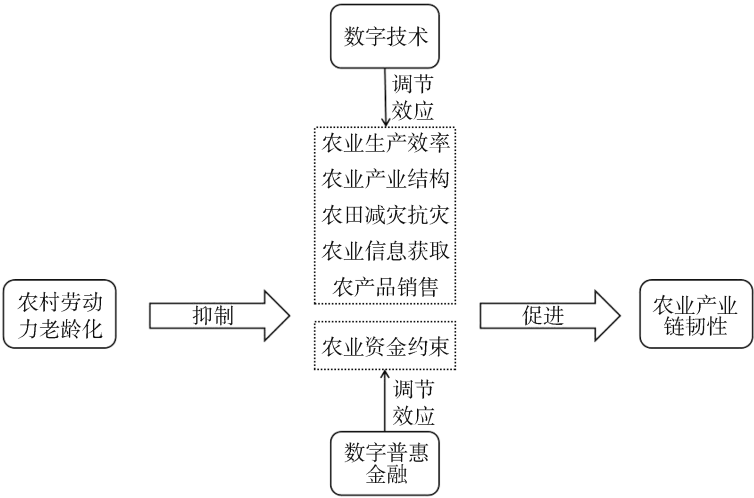 数字技术
调节
效应
农业生产效率
农业产业结构
农田减灾抗灾
农业信息获取
农产品销售
农村劳动
力老龄化
抑制
促进
农业产业
链韧性
农业资金约束
调节
效应
数字普惠
金融